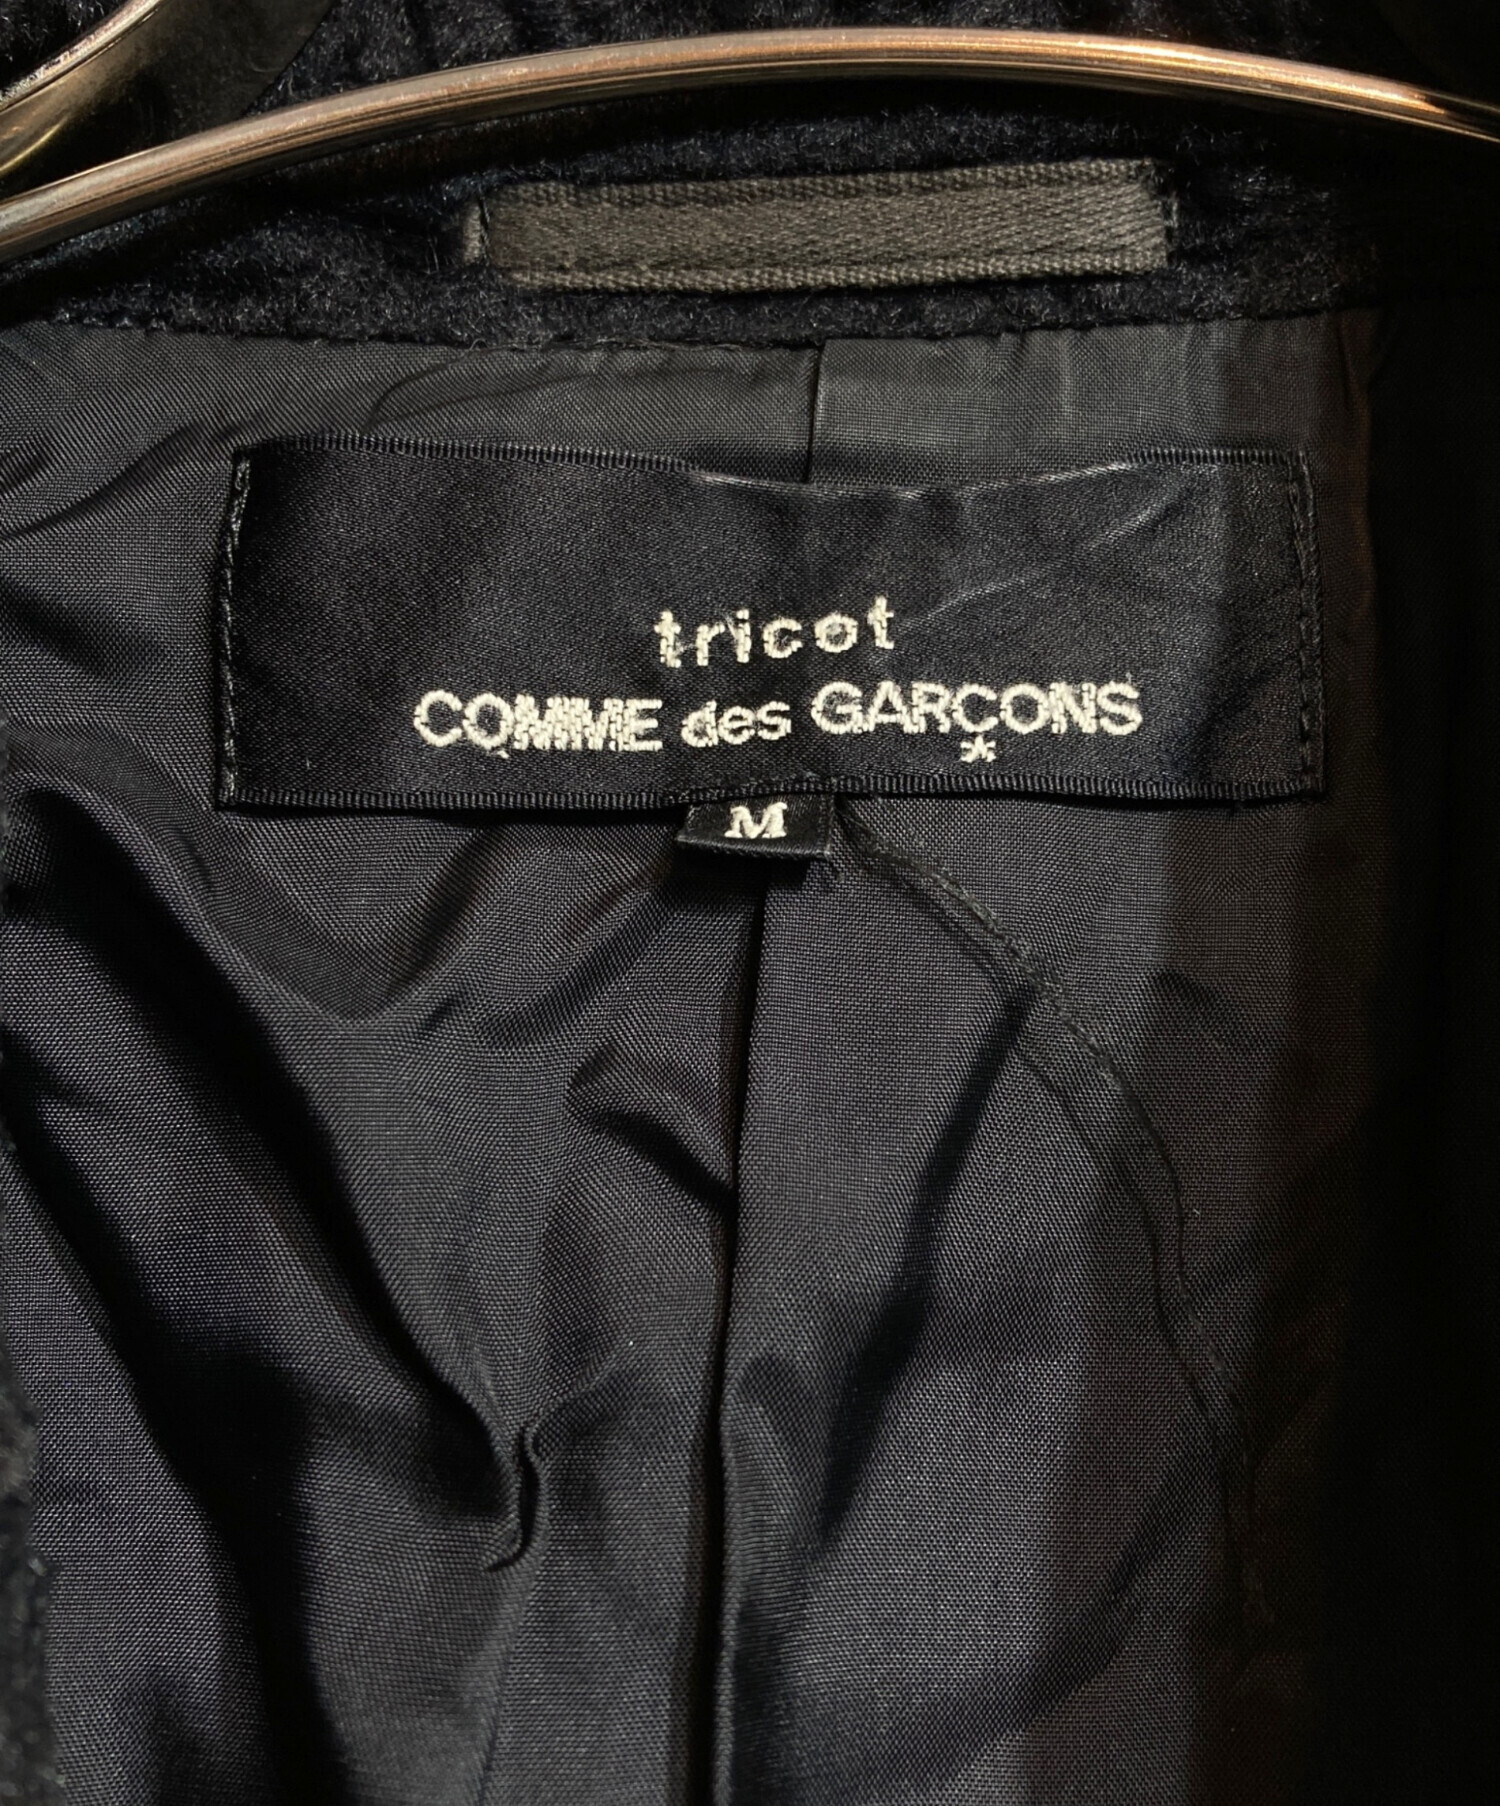 tricot
COMME des GARÇONS
*
M